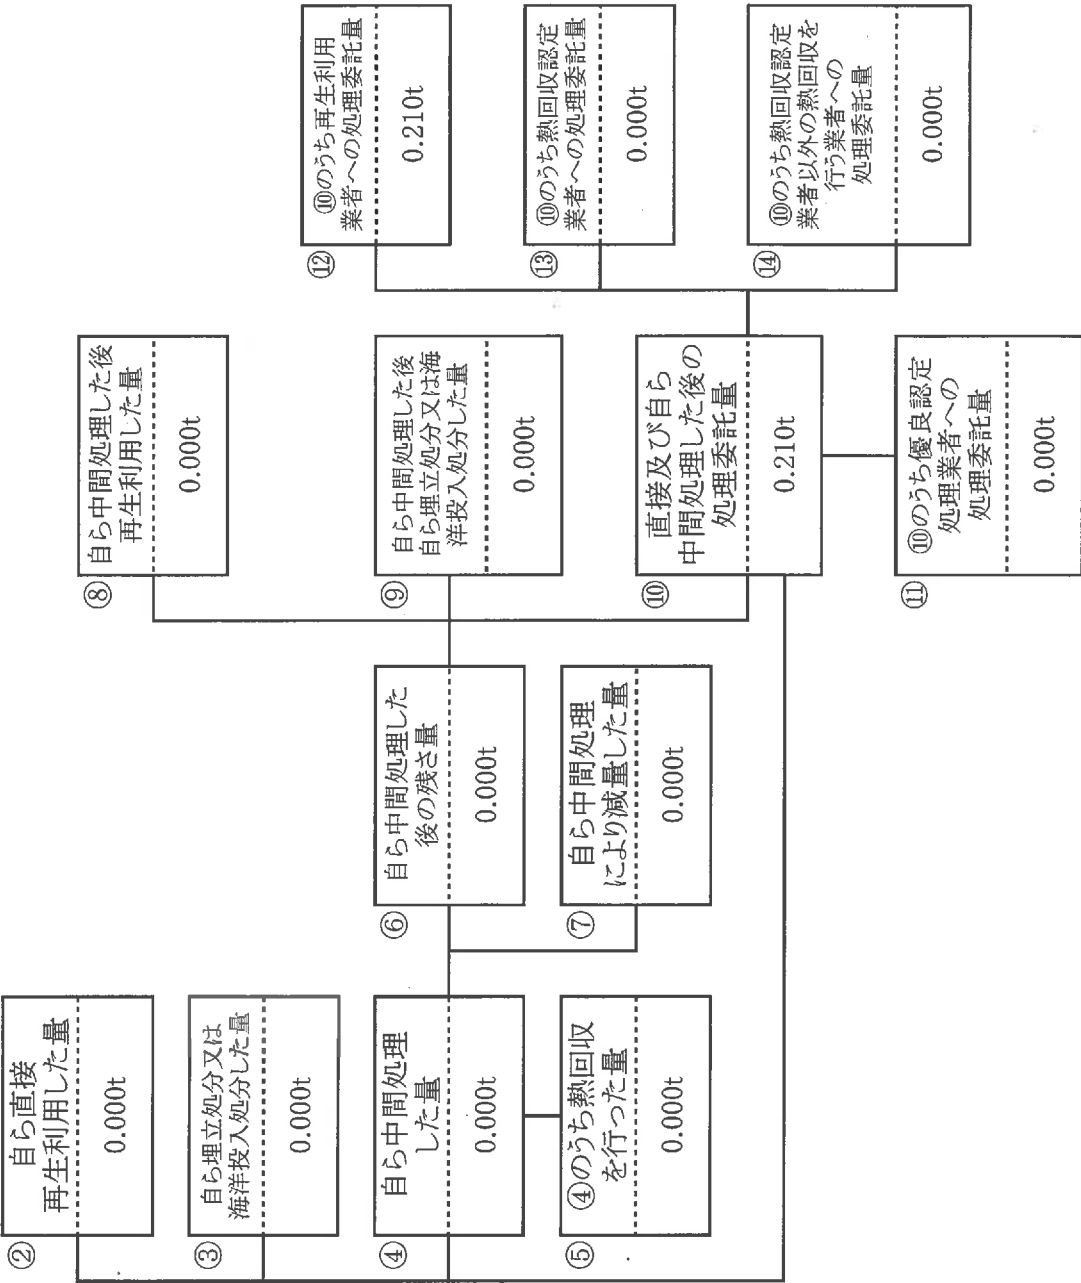 ②
自ら直接
再生利用した量
0.000t
③
自ら埋立処分又は
海洋投入処分した量
0.000t
④
自ら中間処理
した量
0.000t
⑤
④のうち熱回収
を行った量
0.000t
⑥
自ら中間処理した
後の残さ量
0.000t
⑦
自ら中間処理
により減量した量
0.000t
⑧
自ら中間処理した後
再生利用した量
0.000t
⑨
自ら中間処理した後
自ら埋立処分又は海
洋投入処分した量
0.000t
⑩
直接及び自ら
中間処理した後の
処理委託量
0.210t
⑪
⑩のうち優良認定
処理業者への
処理委託量
0.000t
⑫
⑩のうち再生利用
業者への処理委託量
0.210t
⑬
⑩のうち熱回収認定
業者への処理委託量
0.000t
⑭
⑩のうち熱回収認定
業者以外の熱回収を
行う業者への
処理委託量
0.000t